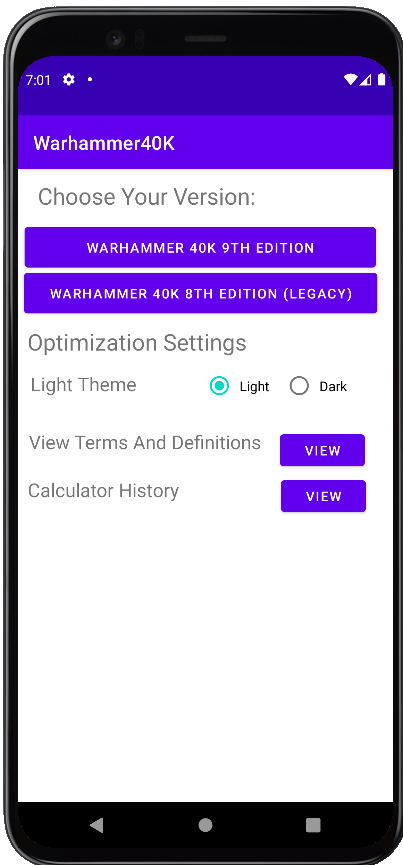 7:01
Warhammer40K
Choose Your Version:
WARHAMMER 40K 9TH EDITION
WARHAMMER 40K 8TH EDITION (LEGACY)
Optimization Settings
Light Theme Light Dark
View Terms And Definitions VIEW
Calculator History VIEW